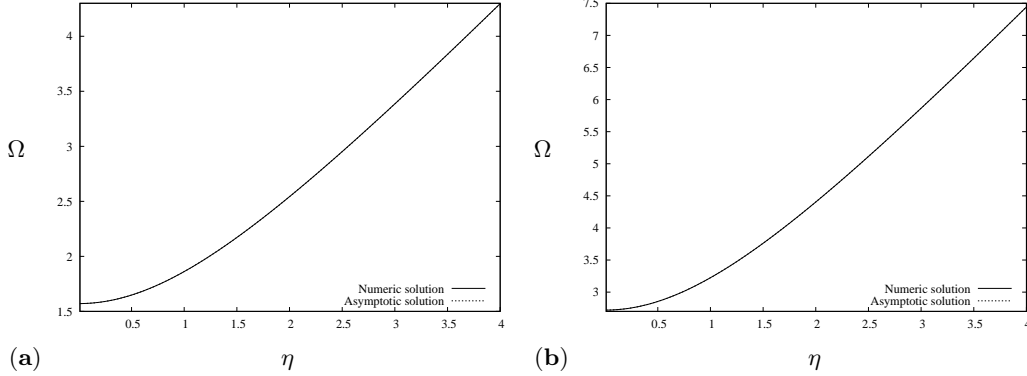 4
3.5
3
2.5
2
1.5
Ω
Numeric solution
Asymptotic solution
0.5 1 1.5 2 2.5 3 3.5 4
(a) η
7.5
7
6.5
6
5.5
5
4.5
4
3.5
3
Ω
Numeric solution
Asymptotic solution
0.5 1 1.5 2 2.5 3 3.5 4
(b) η